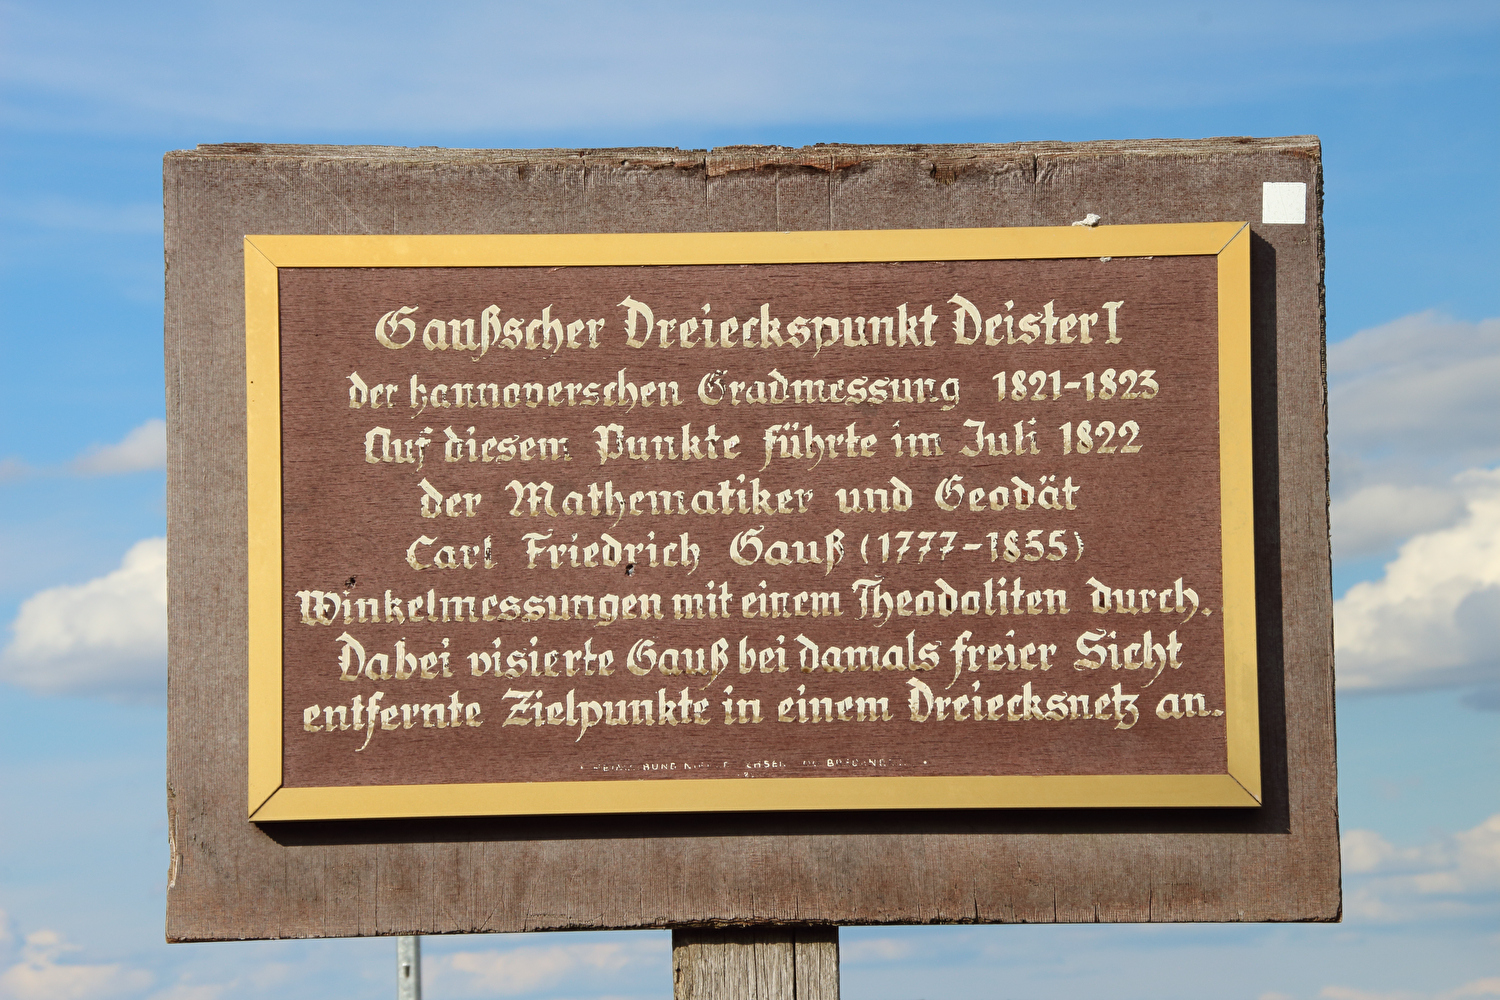 Gaußscher Dreieckspunkt Deister I
der hannoverschen Gradmessung 1821-1823
Auf diesem Punkte führte im Juli 1822
der Mathematiker und Geodät
Carl Friedrich Gauß (1777-1855)
Winkelmessungen mit einem Theodoliten durch.
Dabei visierte Gauß bei damals freier Sicht
entfernte Zielpunkte in einem Dreiecksnetz an.